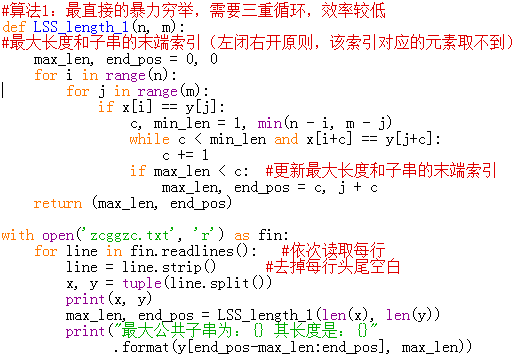 #算法1：最直接的暴力穷举，需要三重循环，效率较低
def LSS_length_1(n, m):
#最大长度和子串的末端索引（左闭右开原则，该索引对应的元素取不到）
    max_len, end_pos = 0, 0
    for i in range(n):
        for j in range(m):
            if x[i] == y[j]:
                c, min_len = 1, min(n - i, m - j)
                while c < min_len and x[i+c] == y[j+c]:
                    c += 1
                if max_len < c:  #更新最大长度和子串的末端索引
                    max_len, end_pos = c, j + c
    return (max_len, end_pos)

with open('zcggzc.txt', 'r') as fin:
    for line in fin.readlines():   #依次读取每行
        line = line.strip()      #去掉每行头尾空白
        x, y = tuple(line.split())
        print(x, y)
        max_len, end_pos = LSS_length_1(len(x), len(y))
        print("最大公共子串为：{} 其长度是：{}"
              .format(y[end_pos-max_len:end_pos], max_len))